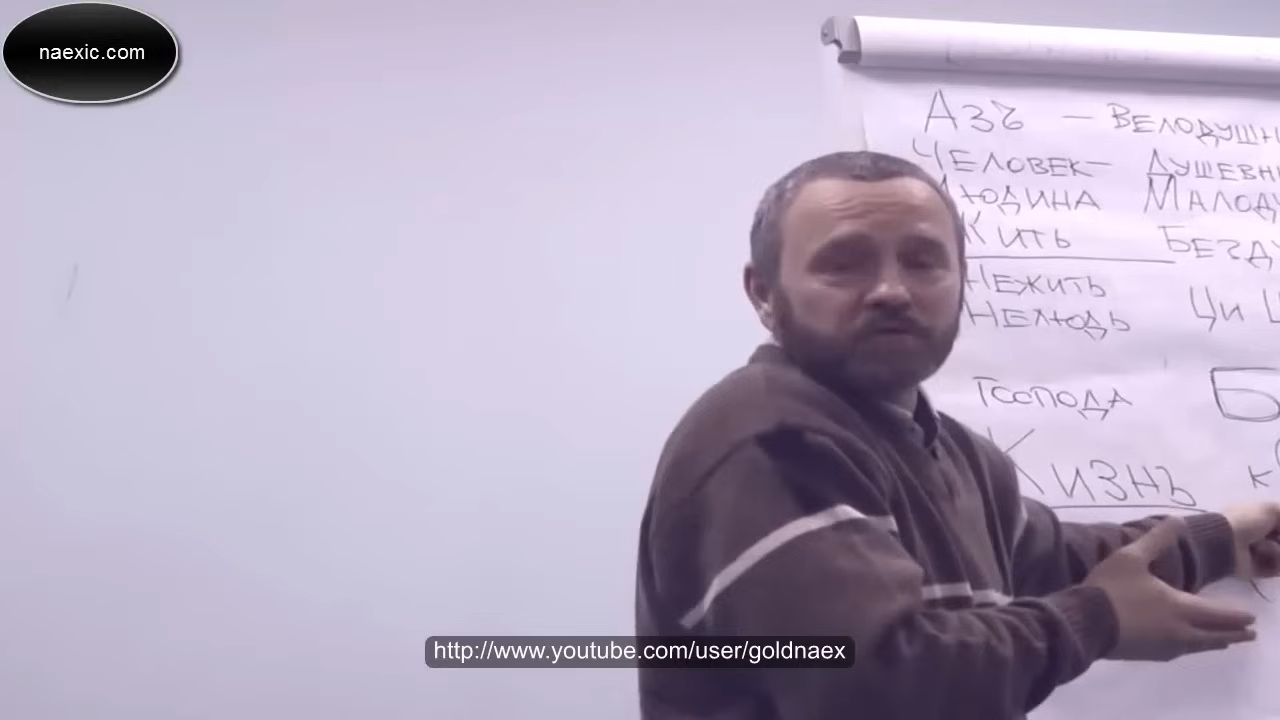 naexic.com
Азъ — Велодушн
Человек — Душевн
Людина Малод
Жить Безд
Нежить
Нелюдь Ци
Господа Б
Жизнь к
http://www.youtube.com/user/goldnaex